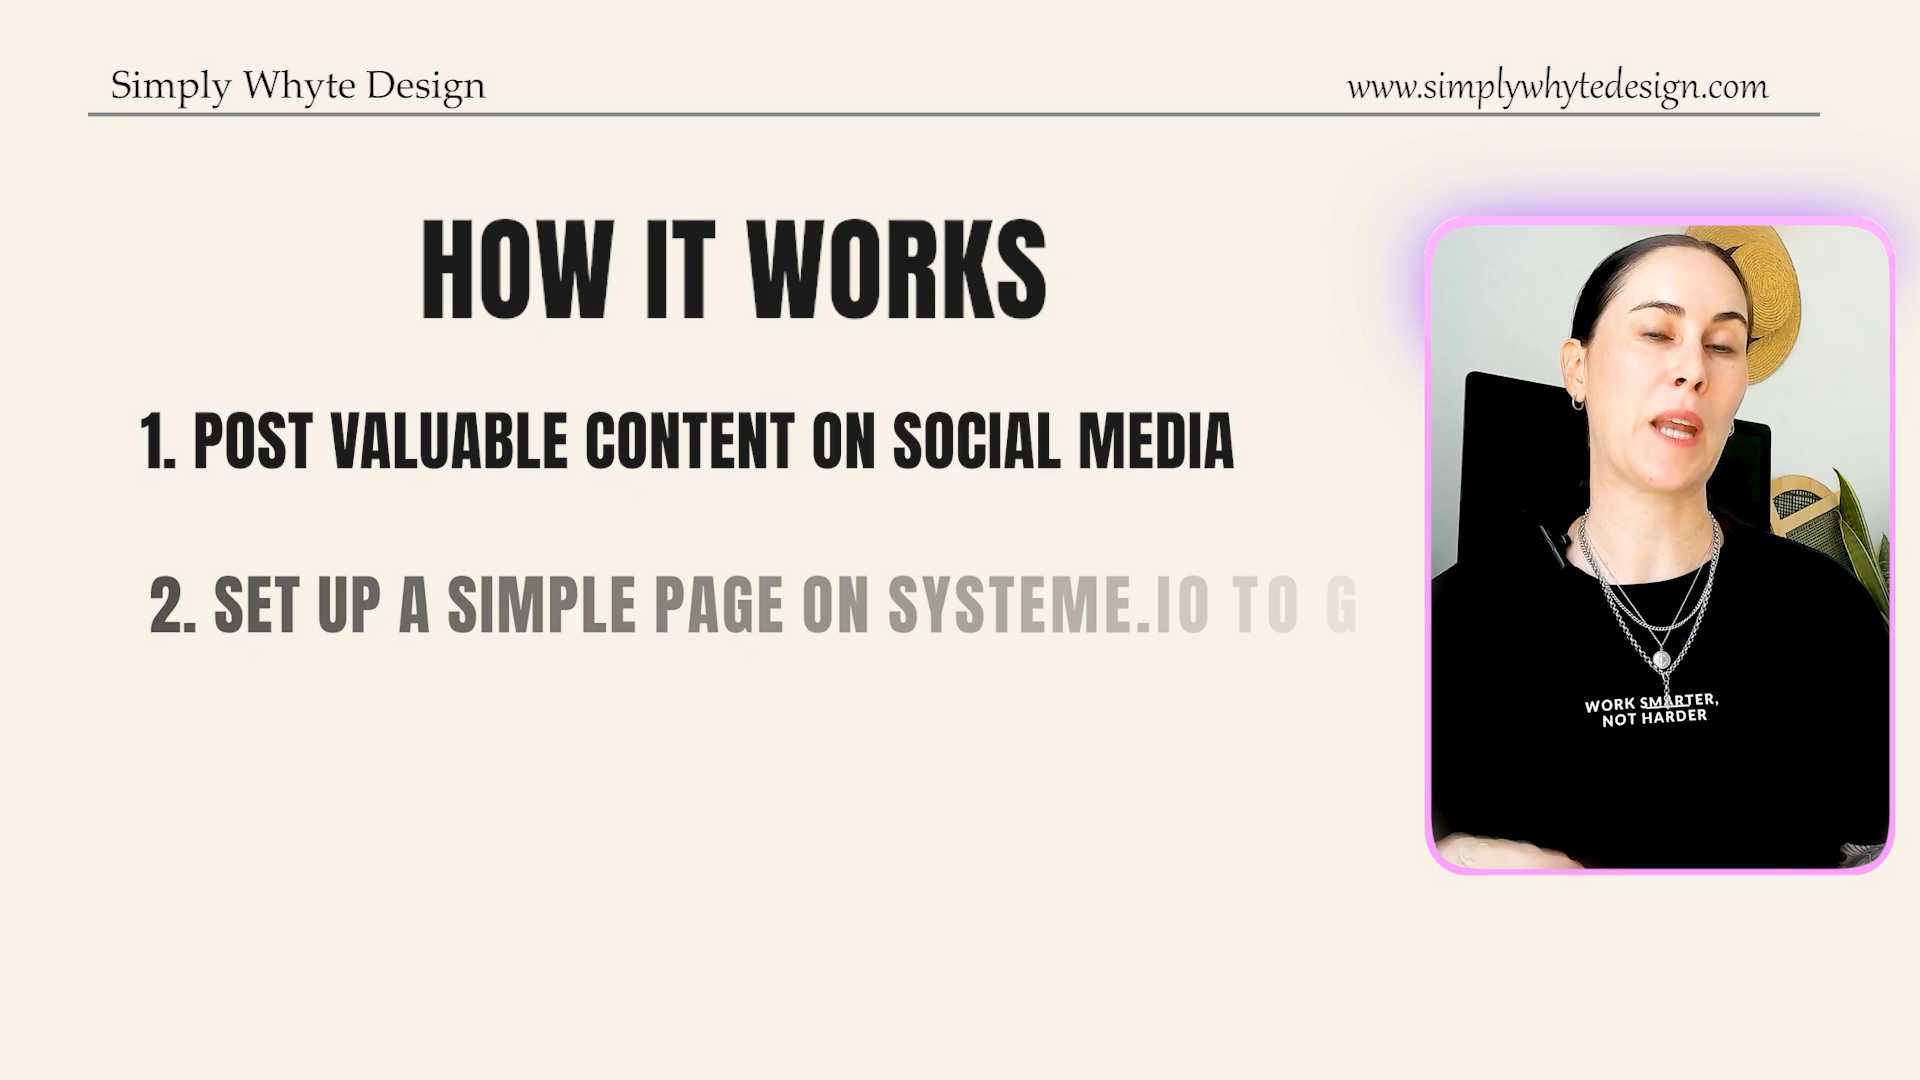 Simply Whyte Design
www.simplywhytedesign.com
HOW IT WORKS
1. POST VALUABLE CONTENT ON SOCIAL MEDIA
2. SET UP A SIMPLE PAGE ON SYSTEME.IO TO G
WORK SMARTER,
NOT HARDER